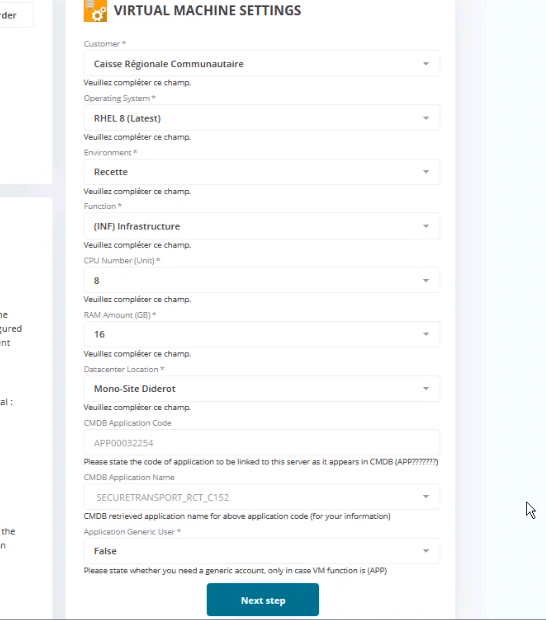 rder
VIRTUAL MACHINE SETTINGS
Customer *
Caisse Régionale Communautaire
Veuillez compléter ce champ.
Operating System *
RHEL 8 (Latest)
Veuillez compléter ce champ.
Environment *
Recette
Veuillez compléter ce champ.
Function *
(INF) Infrastructure
Veuillez compléter ce champ.
CPU Number (Unit) *
8
Veuillez compléter ce champ.
RAM Amount (GB) *
16
Veuillez compléter ce champ.
Datacenter Location *
Mono-Site Diderot
Veuillez compléter ce champ.
CMDB Application Code
APP00032254
Please state the code of application to be linked to this server as it appears in CMDB (APP???????)
CMDB Application Name
SECURETRANSPORT_RCT_C152
CMDB retrieved application name for above application code (for your information)
Application Generic User *
False
Please state whether you need a generic account, only in case VM function is (APP)
Next step
ne
gured
ent
al :
the
n